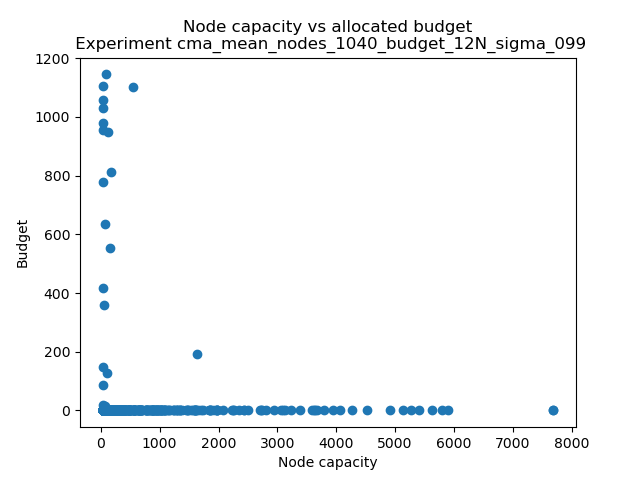 Node capacity vs allocated budget
Experiment cma_mean_nodes_1040_budget_12N_sigma_099
1200
1000
800
600
400
200
0
Budget
0 1000 2000 3000 4000 5000 6000 7000 8000
Node capacity